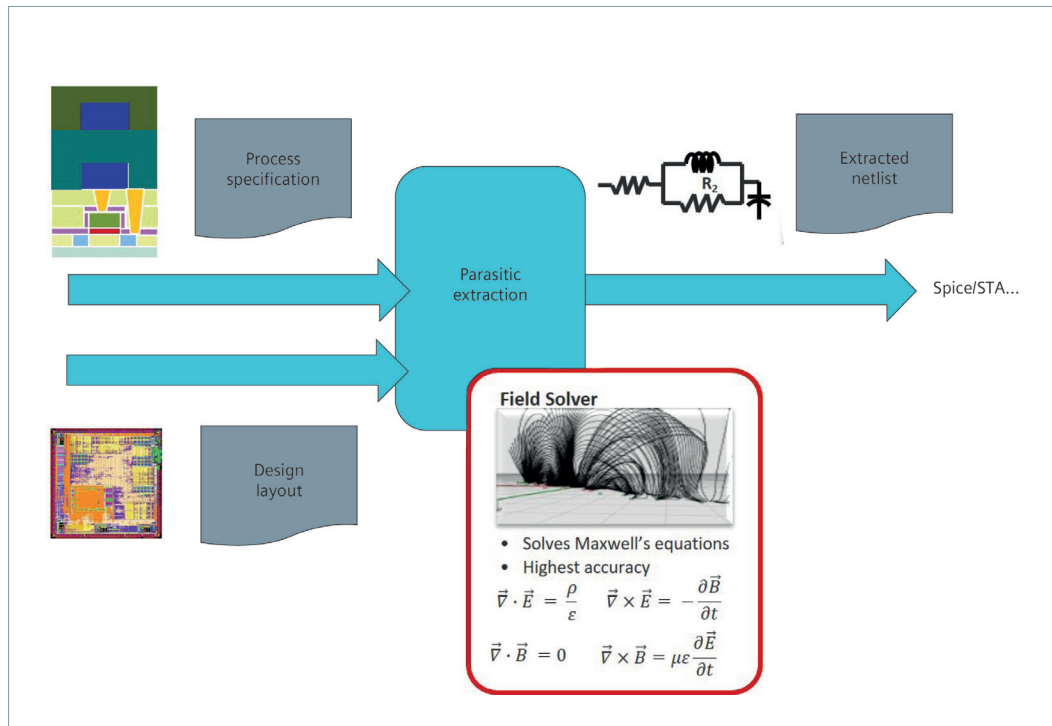 Process
specification
R2
Extracted
netlist
Parasitic
extraction
Spice/STA...
Design
layout
Field Solver
• Solves Maxwell's equations
• Highest accuracy
∇⃗ · E⃗ = ρ/ε   ∇⃗ × E⃗ = −∂B⃗/∂t
∇⃗ · B⃗ = 0   ∇⃗ × B⃗ = με ∂E⃗/∂t